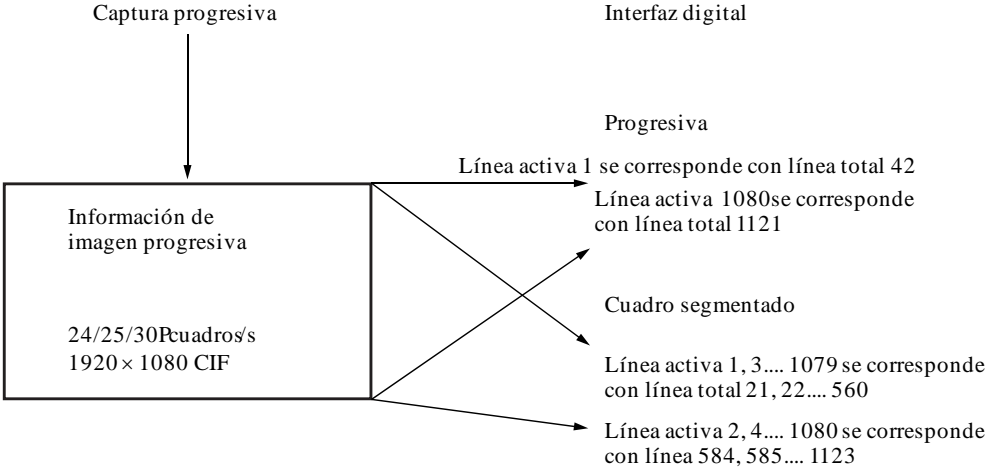 Captura progresiva
Interfaz digital
Progresiva
Línea activa 1 se corresponde con línea total 42
Línea activa 1080se corresponde
con línea total 1121
Información de
imagen progresiva
24/25/30Pcuadros/s
1920 × 1080 CIF
Cuadro segmentado
Línea activa 1, 3.... 1079 se corresponde
con línea total 21, 22.... 560
Línea activa 2, 4.... 1080 se corresponde
con línea 584, 585.... 1123